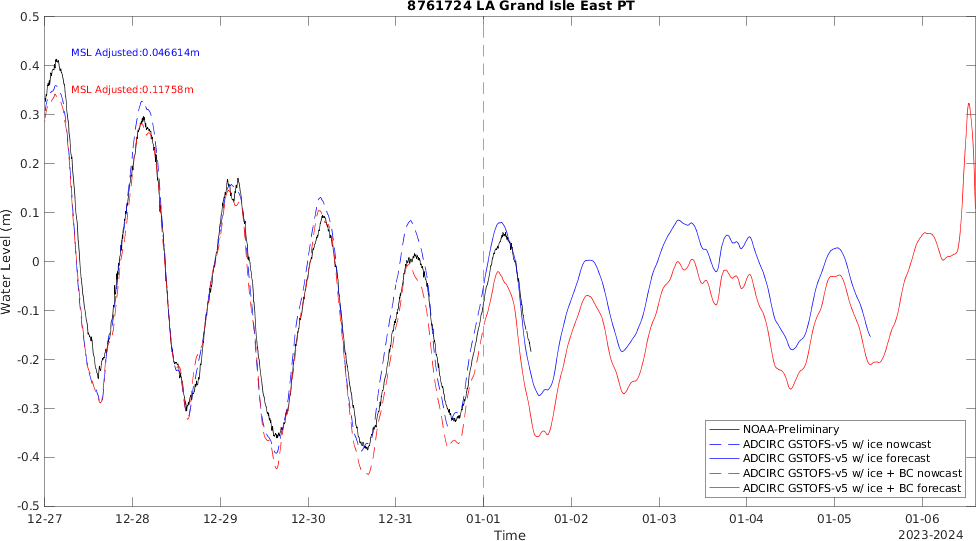 8761724 LA Grand Isle East PT
MSL Adjusted:0.046614m
MSL Adjusted:0.11758m
Water Level (m)
0.5
0.4
0.3
0.2
0.1
0
-0.1
-0.2
-0.3
-0.4
-0.5
NOAA-Preliminary
ADCIRC GSTOFS-v5 w/ ice nowcast
ADCIRC GSTOFS-v5 w/ ice forecast
ADCIRC GSTOFS-v5 w/ ice + BC nowcast
ADCIRC GSTOFS-v5 w/ ice + BC forecast
12-27 12-28 12-29 12-30 12-31 01-01 01-02 01-03 01-04 01-05 01-06
Time
2023-2024